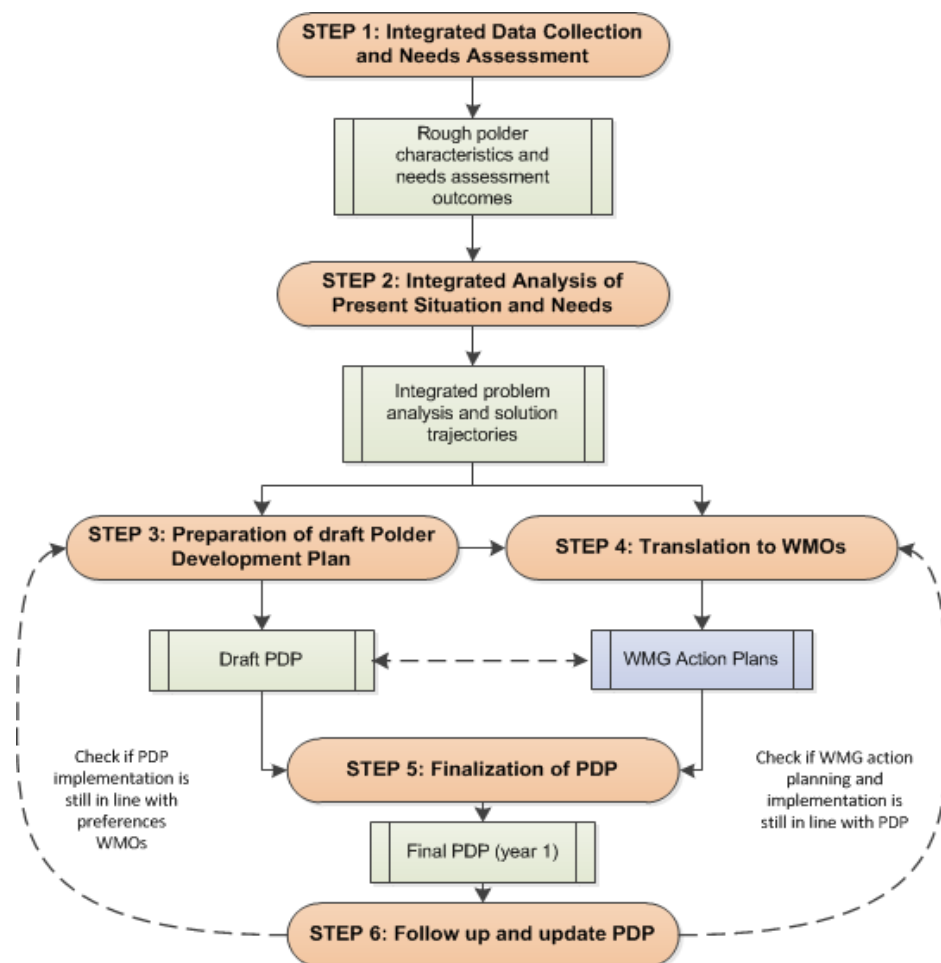 STEP 1: Integrated Data Collection
and Needs Assessment
Rough polder
characteristics and
needs assessment
outcomes
STEP 2: Integrated Analysis of
Present Situation and Needs
Integrated problem
analysis and solution
trajectories
STEP 3: Preparation of draft Polder
Development Plan
STEP 4: Translation to WMOs
Draft PDP
WMG Action Plans
Check if PDP
implementation is
still in line with
preferences
WMOs
STEP 5: Finalization of PDP
Check if WMG action
planning and
implementation is
still in line with PDP
Final PDP (year 1)
STEP 6: Follow up and update PDP